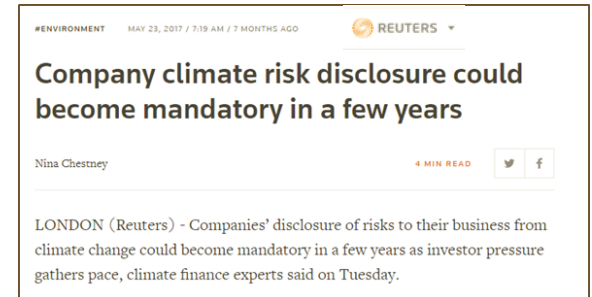 #ENVIRONMENT MAY 23, 2017 / 7:19 AM / 7 MONTHS AGO REUTERS
Company climate risk disclosure could
become mandatory in a few years
Nina Chestney 4 MIN READ
LONDON (Reuters) - Companies’ disclosure of risks to their business from
climate change could become mandatory in a few years as investor pressure
gathers pace, climate finance experts said on Tuesday.